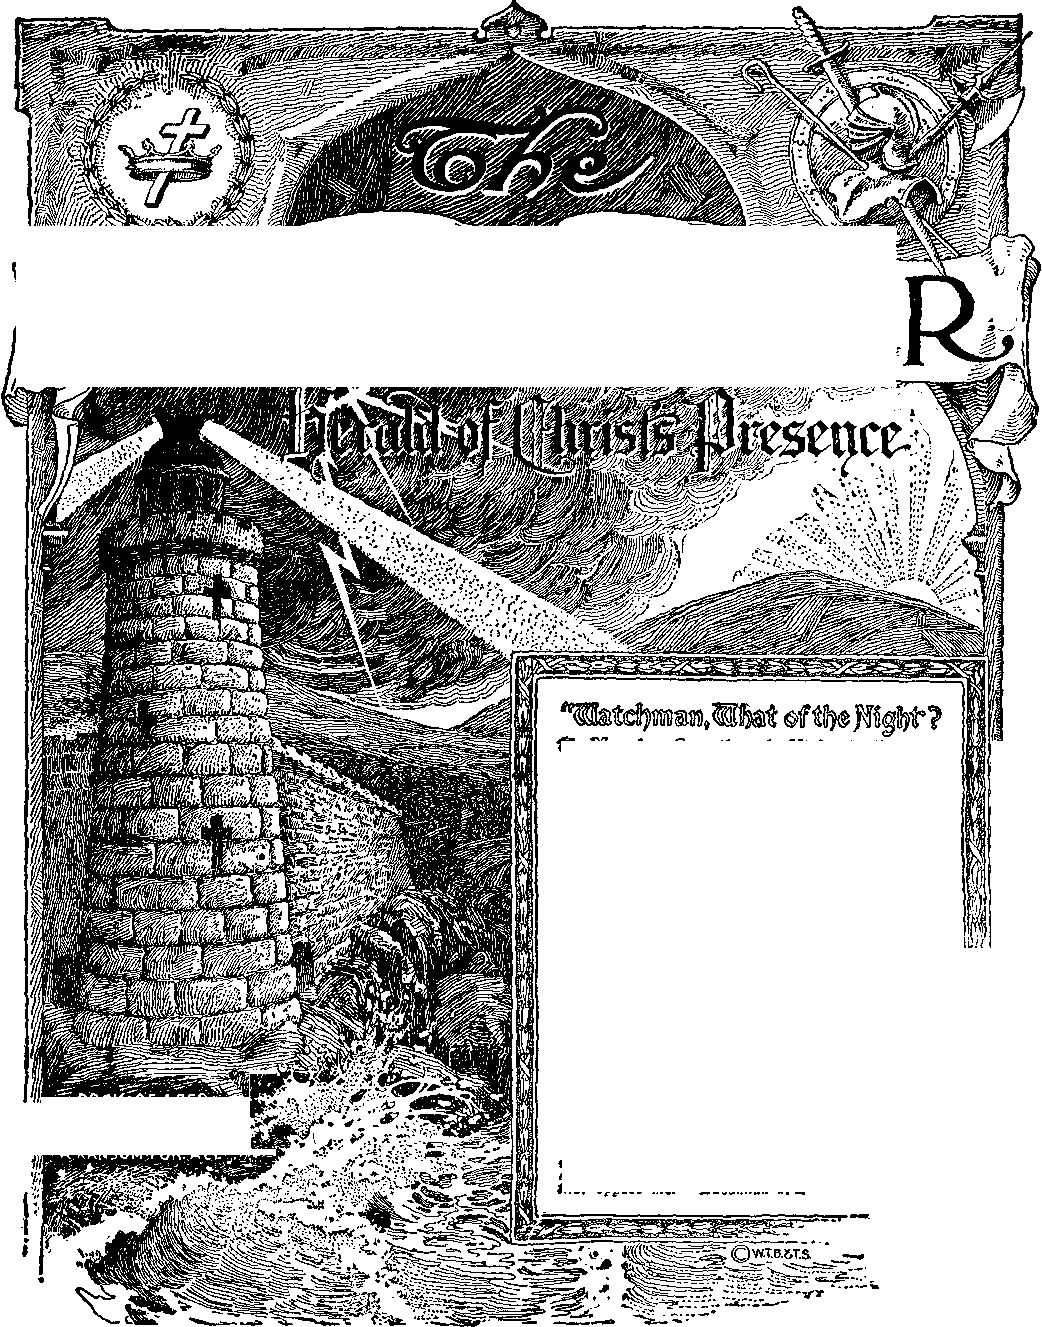 The
R
Herald of Christ's Presence
"Watchman, What of the Night?
© W.T.B.&T.S.